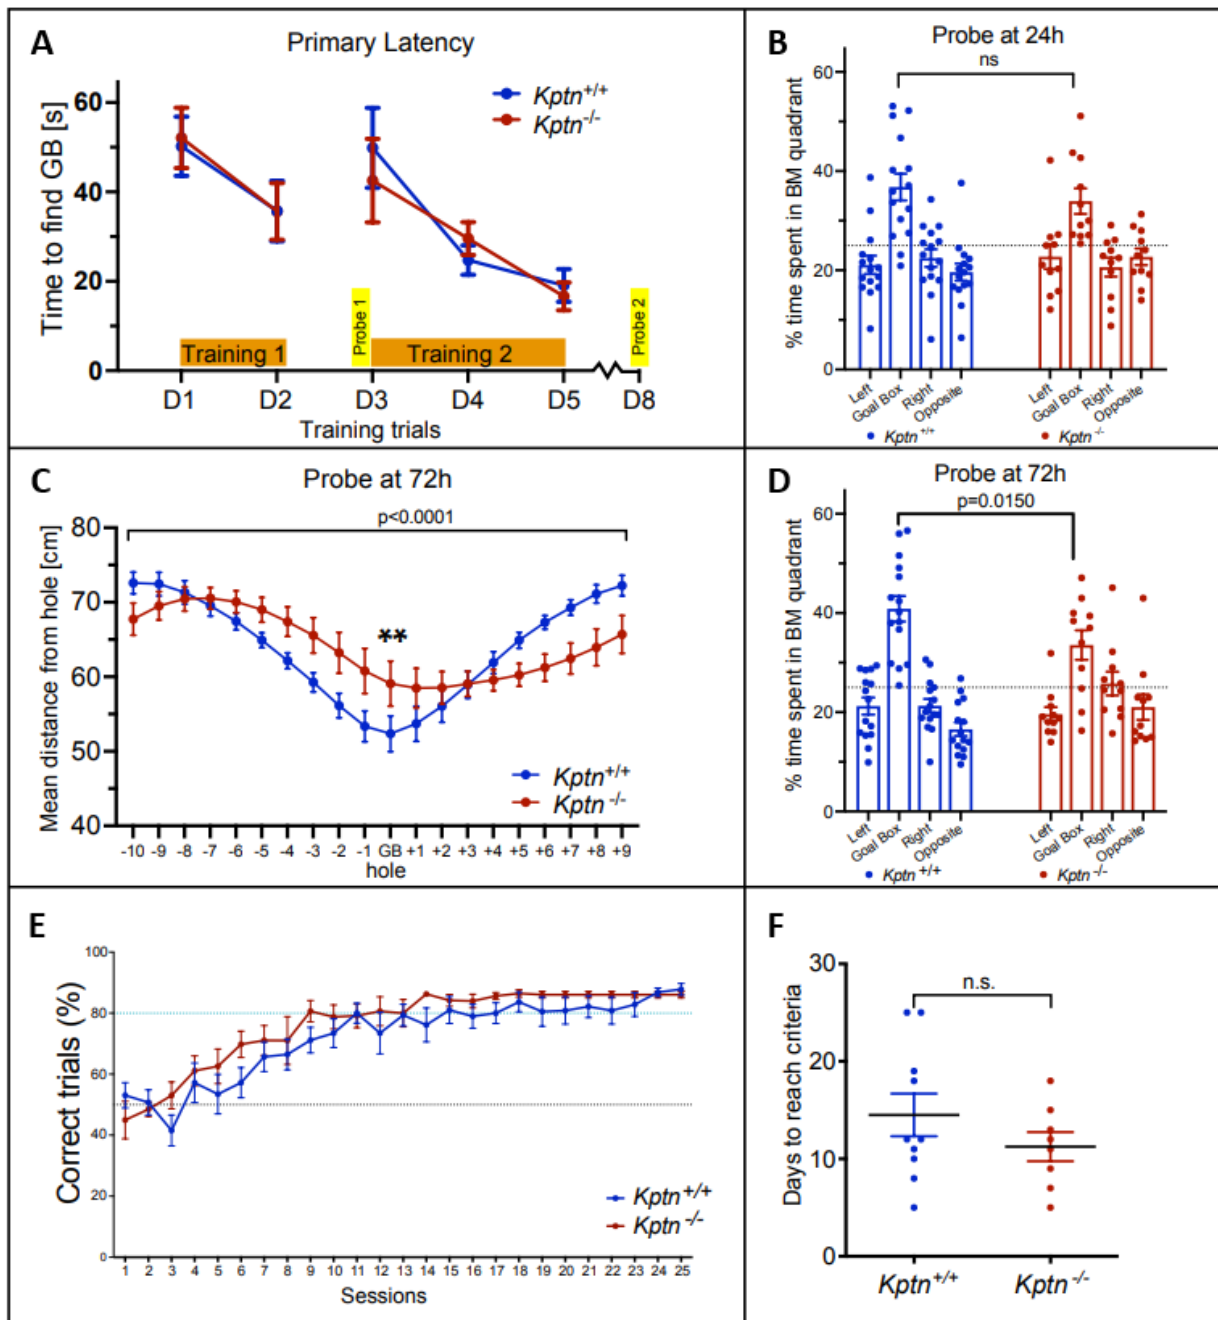 A
Primary Latency
Time to find GB [s]
60
40
20
0
Kptn+/+
Kptn-/-
Training 1
Probe 1
Training 2
Probe 2
D1 D2 D3 D4 D5 D8
Training trials
B
Probe at 24h
ns
% time spent in BM quadrant
60
40
20
0
Left Goal Box Right Opposite Left Goal Box Right Opposite
Kptn+/+ Kptn-/-
C
Probe at 72h
p<0.0001
Mean distance from hole [cm]
80
70
60
50
40
**
Kptn+/+
Kptn-/-
-10 -9 -8 -7 -6 -5 -4 -3 -2 -1 GB +1 +2 +3 +4 +5 +6 +7 +8 +9
hole
D
Probe at 72h
p=0.0150
% time spent in BM quadrant
60
40
20
0
Left Goal Box Right Opposite Left Goal Box Right Opposite
Kptn+/+ Kptn-/-
E
Correct trials (%)
100
80
60
40
20
0
Kptn+/+
Kptn-/-
1 2 3 4 5 6 7 8 9 10 11 12 13 14 15 16 17 18 19 20 21 22 23 24 25
Sessions
F
n.s.
Days to reach criteria
30
20
10
0
Kptn+/+ Kptn-/-